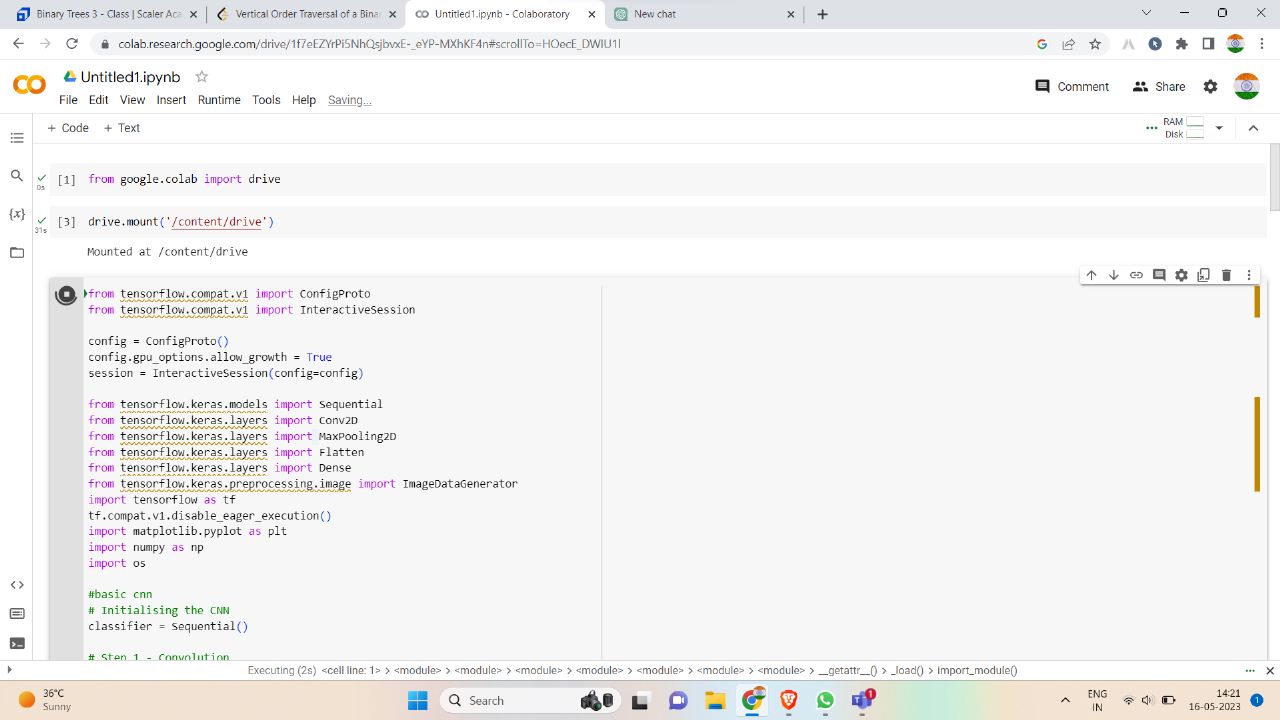 Binary Trees 3 - Class | Scaler Aca
Vertical Order Traversal of a Binar
Untitled1.ipynb - Colaboratory
New chat
colab.research.google.com/drive/1f7eEZYrPi5NhQsjbvxE-_eYP-MXhKF4n#scrollTo=HOecE_DWIU1l
Untitled1.ipynb
Comment
Share
File Edit View Insert Runtime Tools Help Saving...
+ Code + Text
RAM
Disk
[1] from google.colab import drive
0s
[3] drive.mount('/content/drive')
31s
Mounted at /content/drive
from tensorflow.compat.v1 import ConfigProto
from tensorflow.compat.v1 import InteractiveSession
config = ConfigProto()
config.gpu_options.allow_growth = True
session = InteractiveSession(config=config)
from tensorflow.keras.models import Sequential
from tensorflow.keras.layers import Conv2D
from tensorflow.keras.layers import MaxPooling2D
from tensorflow.keras.layers import Flatten
from tensorflow.keras.layers import Dense
from tensorflow.keras.preprocessing.image import ImageDataGenerator
import tensorflow as tf
tf.compat.v1.disable_eager_execution()
import matplotlib.pyplot as plt
import numpy as np
import os
#basic cnn
# Initialising the CNN
classifier = Sequential()
# Step 1 - Convolution
Executing (2s) <cell line: 1> > <module> > <module> > <module> > <module> > <module> > <module> > <module> > __getattr__() > _load() > import_module()
36°C
Sunny
Search
1
ENG
IN
14:21
16-05-2023
1